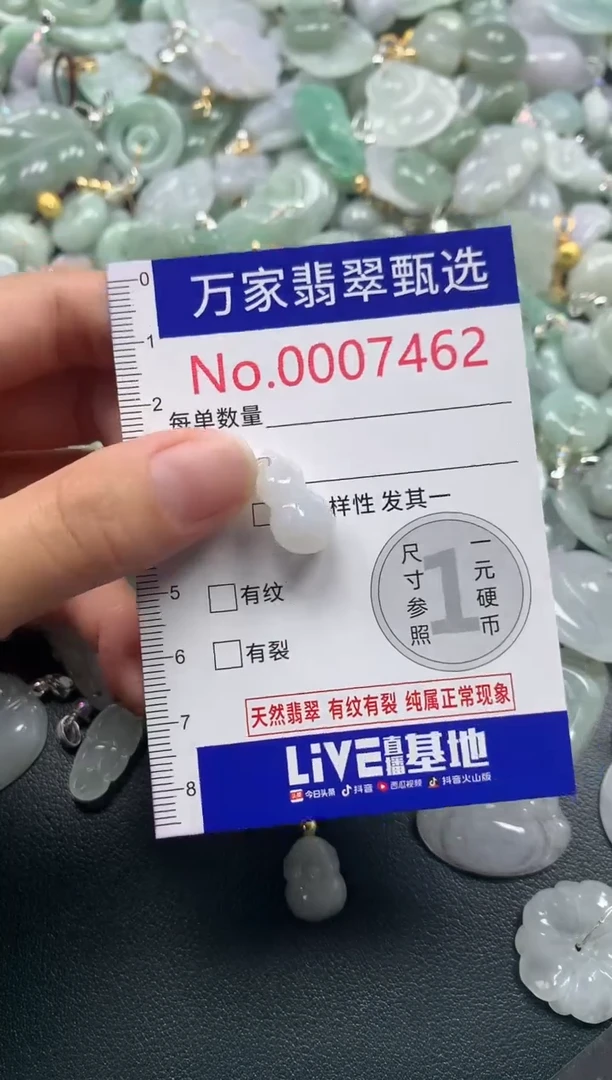 万家翡翠甄选
No.0007462
0
1
2
每单数量
样性 发其一
尺寸参照
1
一元硬币
5
有纹
6
有裂
7
天然翡翠 有纹有裂 纯属正常现象
8
LiVE直播基地
头条 今日头条 抖音 西瓜视频 抖音火山版